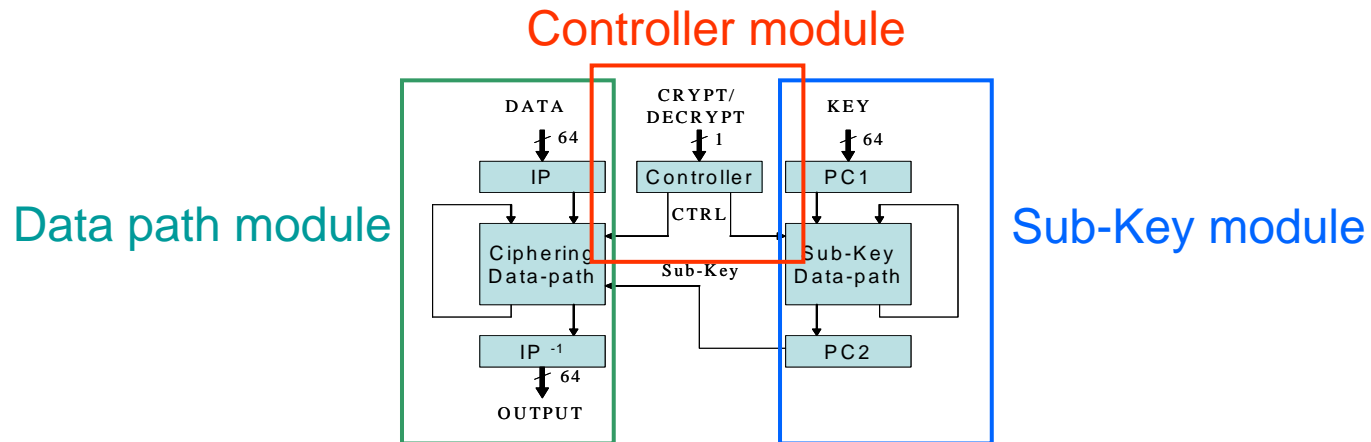 Controller module
Data path module
DATA
64
IP
Ciphering
Data-path
IP -1
64
OUTPUT
CRYPT/
DECRYPT
1
Controller
CTRL
Sub-Key
KEY
64
PC1
Sub-Key
Data-path
PC2
Sub-Key module